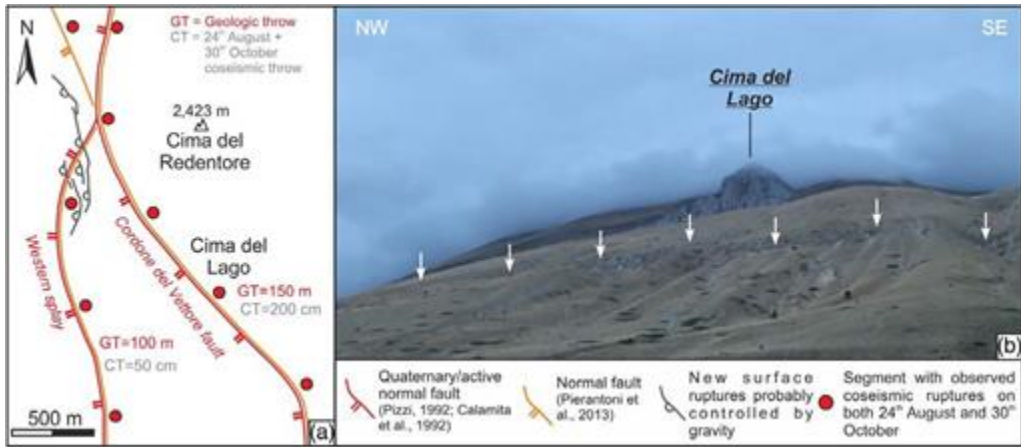 N
GT = Geologic throw
CT = 24th August +
30th October
coseismic throw
2,423 m
Cima del
Redentore
Cima del
Lago
GT=150 m
CT=200 cm
Western splay
Cordone del Vettore fault
GT=100 m
CT=50 cm
500 m
(a)
NW
SE
Cima del
Lago
(b)
Quaternary/active
normal fault
(Pizzi, 1992; Calamita
et al., 1992)
Normal fault
(Pierantoni et
al., 2013)
New surface
ruptures probably
controlled by
gravity
Segment with observed
coseismic ruptures on
both 24th August and 30th
October